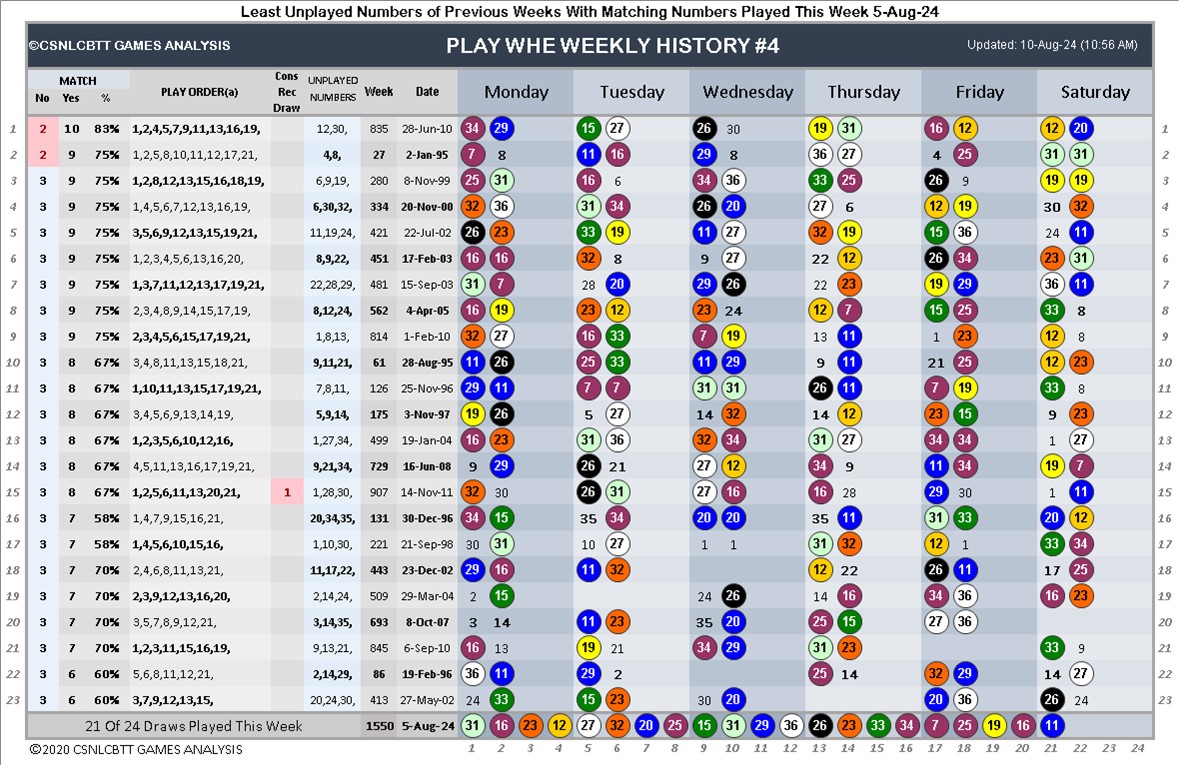 Least Unplayed Numbers of Previous Weeks With Matching Numbers Played This Week 5-Aug-24
©CSNLCBTT GAMES ANALYSIS PLAY WHE WEEKLY HISTORY #4 Updated: 10-Aug-24 (10:56 AM)
MATCH No Yes % PLAY ORDER(a) Cons Rec Draw UNPLAYED NUMBERS Week Date Monday Tuesday Wednesday Thursday Friday Saturday
1 2 10 83% 1,2,4,5,7,9,11,13,16,19, 12,30, 835 28-Jun-10 34 29 15 27 26 30 19 31 16 12 12 20 1
2 2 9 75% 1,2,5,8,10,11,12,17,21, 4,8, 27 2-Jan-95 7 8 11 16 29 8 36 27 4 25 31 31 2
3 3 9 75% 1,2,8,12,13,15,16,18,19, 6,9,19, 280 8-Nov-99 25 31 16 6 34 36 33 25 26 9 19 19 3
4 3 9 75% 1,4,5,6,7,12,13,16,19, 6,30,32, 334 20-Nov-00 32 36 31 34 26 20 27 6 12 19 30 32 4
5 3 9 75% 3,5,6,9,12,13,15,19,21, 11,19,24, 421 22-Jul-02 26 23 33 19 11 27 32 19 15 36 24 11 5
6 3 9 75% 1,2,3,4,5,6,13,16,20, 8,9,22, 451 17-Feb-03 16 16 32 8 9 27 22 12 26 34 23 31 6
7 3 9 75% 1,3,7,11,12,13,17,19,21, 22,28,29, 481 15-Sep-03 31 7 28 20 29 26 22 23 19 29 36 11 7
8 3 9 75% 2,3,4,8,9,14,15,17,19, 8,12,24, 562 4-Apr-05 16 19 23 12 23 24 12 7 15 25 33 8 8
9 3 9 75% 2,3,4,5,6,15,17,19,21, 1,8,13, 814 1-Feb-10 32 27 16 33 7 19 13 11 1 23 12 8 9
10 3 8 67% 3,4,8,11,13,15,18,21, 9,11,21, 61 28-Aug-95 11 26 25 33 11 29 9 11 21 25 12 23 10
11 3 8 67% 1,10,11,13,15,17,19,21, 7,8,11, 126 25-Nov-96 29 11 7 7 31 31 26 11 7 19 33 8 11
12 3 8 67% 3,4,5,6,9,13,14,19, 5,9,14, 175 3-Nov-97 19 26 5 27 14 32 14 12 23 15 9 23 12
13 3 8 67% 1,2,3,5,6,10,12,16, 1,27,34, 499 19-Jan-04 16 23 31 36 32 34 31 27 34 34 1 27 13
14 3 8 67% 4,5,11,13,16,17,19,21, 9,21,34, 729 16-Jun-08 9 29 26 21 27 12 34 9 11 34 19 7 14
15 3 8 67% 1,2,5,6,11,13,20,21, 1 1,28,30, 907 14-Nov-11 32 30 26 31 27 16 16 28 29 30 1 11 15
16 3 7 58% 1,4,7,9,15,16,21, 20,34,35, 131 30-Dec-96 34 15 35 34 20 20 35 11 31 33 20 12 16
17 3 7 58% 1,4,5,6,10,15,16, 1,10,30, 221 21-Sep-98 30 31 10 27 1 1 31 32 12 1 33 34 17
18 3 7 70% 2,4,6,8,11,13,21, 11,17,22, 443 23-Dec-02 29 16 11 32 12 22 26 11 17 25 18
19 3 7 70% 2,3,9,12,13,16,20, 2,14,24, 509 29-Mar-04 2 15 24 26 14 16 34 36 16 23 19
20 3 7 70% 3,5,7,8,9,12,21, 3,14,35, 693 8-Oct-07 3 14 11 23 35 20 25 15 27 36 20
21 3 7 70% 1,2,3,11,15,16,19, 9,13,21, 845 6-Sep-10 16 13 19 21 34 29 31 23 33 9 21
22 3 6 60% 5,6,8,11,12,21, 2,14,29, 86 19-Feb-96 36 11 29 2 25 14 32 29 14 27 22
23 3 6 60% 3,7,9,12,13,15, 20,24,30, 413 27-May-02 24 33 15 23 30 20 20 36 26 24 23
21 Of 24 Draws Played This Week 1550 5-Aug-24 31 16 23 12 27 32 20 25 15 31 29 36 26 23 33 34 7 25 19 16 11
©2020 CSNLCBTT GAMES ANALYSIS 1 2 3 4 5 6 7 8 9 10 11 12 13 14 15 16 17 18 19 20 21 22 23 24